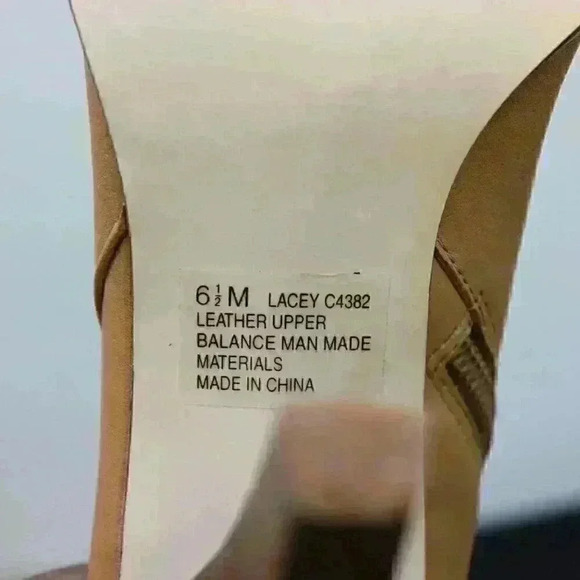 6½ M LACEY C4382
LEATHER UPPER
BALANCE MAN MADE
MATERIALS
MADE IN CHINA